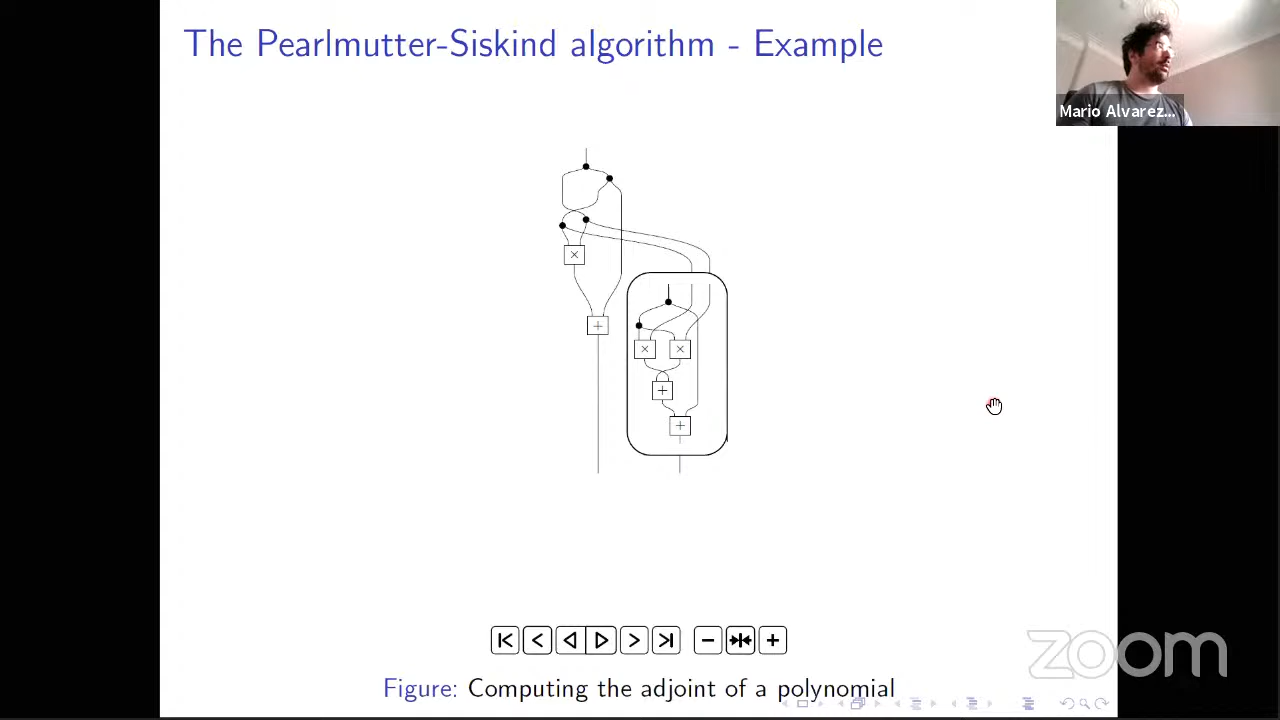 The Pearlmutter-Siskind algorithm - Example
Mario Alvarez...
×
+
× ×
+
+
Figure: Computing the adjoint of a polynomial
zoom